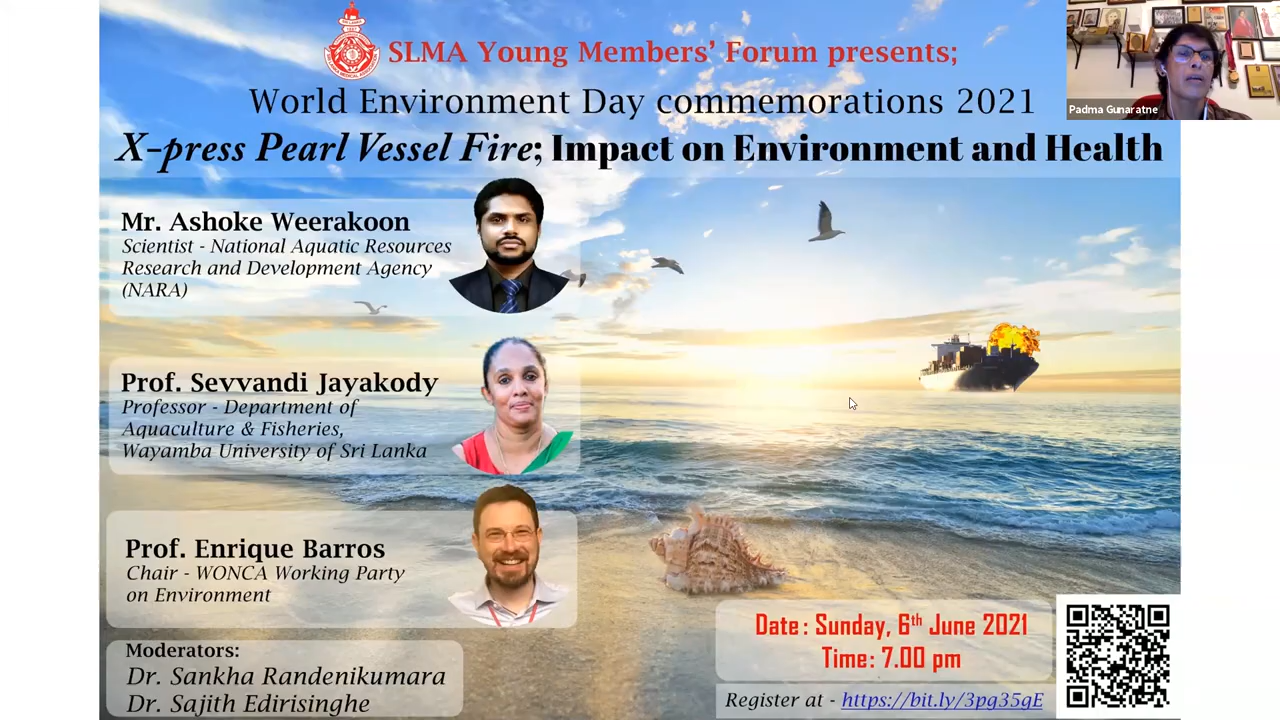 SLMA Young Members' Forum presents;
World Environment Day commemorations 2021
X-press Pearl Vessel Fire; Impact on Environment and Health
Padma Gunaratne
Mr. Ashoke Weerakoon
Scientist - National Aquatic Resources
Research and Development Agency
(NARA)
Prof. Sevvandi Jayakody
Professor - Department of
Aquaculture & Fisheries,
Wayamba University of Sri Lanka
Prof. Enrique Barros
Chair - WONCA Working Party
on Environment
Moderators:
Dr. Sankha Randenikumara
Dr. Sajith Edirisinghe
Date : Sunday, 6th June 2021
Time: 7.00 pm
Register at - https://bit.ly/3pg35gE